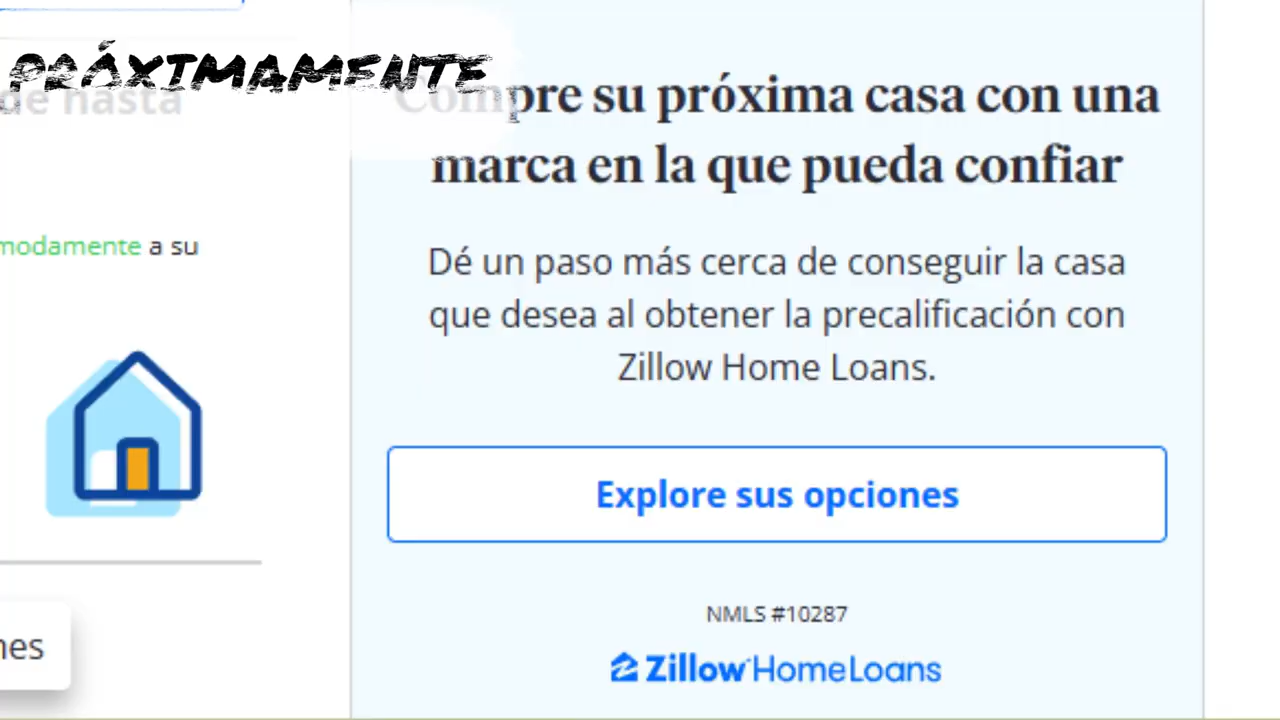 PRÓXIMAMENTE
de hasta
modamente a su
nes
Compre su próxima casa con una
marca en la que pueda confiar
Dé un paso más cerca de conseguir la casa
que desea al obtener la precalificación con
Zillow Home Loans.
Explore sus opciones
NMLS #10287
Zillow HomeLoans